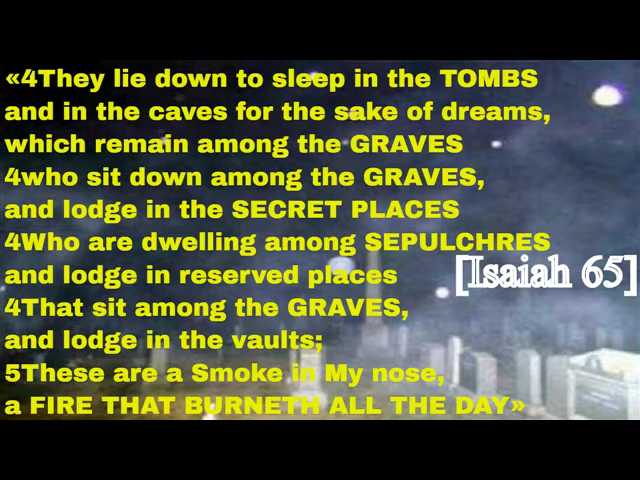 «4They lie down to sleep in the TOMBS
and in the caves for the sake of dreams,
which remain among the GRAVES
4who sit down among the GRAVES,
and lodge in the SECRET PLACES
4Who are dwelling among SEPULCHRES
and lodge in reserved places
[Isaiah 65]
4That sit among the GRAVES,
and lodge in the vaults;
5These are a Smoke in My nose,
a FIRE THAT BURNETH ALL THE DAY»